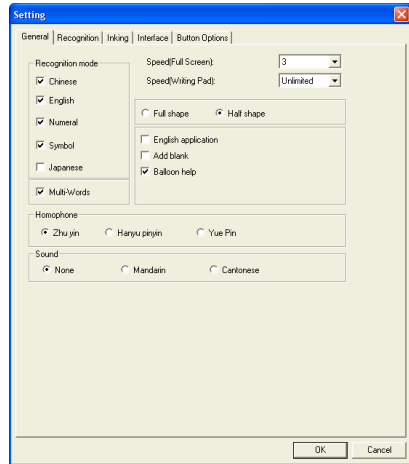 Setting
General Recognition Inking Interface Button Options
Recognition mode
Chinese
English
Numeral
Symbol
Japanese
Multi-Words
Speed(Full Screen): 3
Speed(Writing Pad): Unlimited
Full shape Half shape
English application
Add blank
Balloon help
Homophone
Zhu yin Hanyu pinyin Yue Pin
Sound
None Mandarin Cantonese
OK Cancel